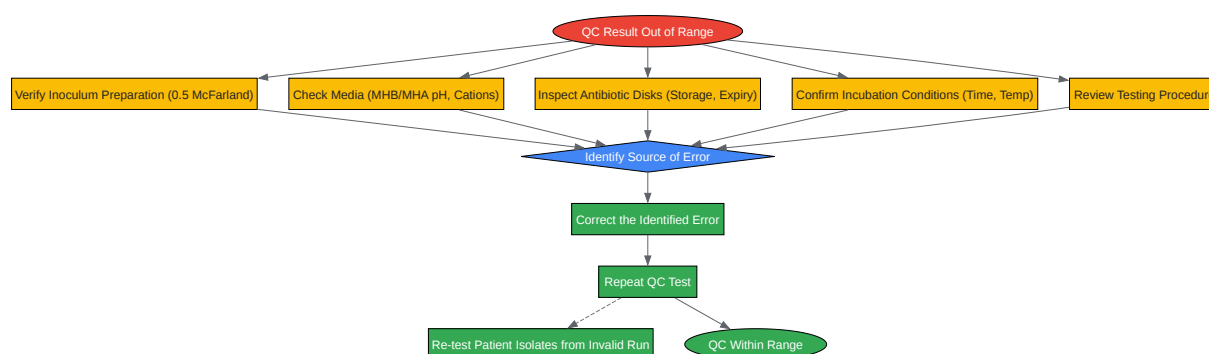 QC Result Out of Range
Verify Inoculum Preparation (0.5 McFarland)
Check Media (MHB/MHA pH, Cations)
Inspect Antibiotic Disks (Storage, Expiry)
Confirm Incubation Conditions (Time, Temp)
Review Testing Procedur
Identify Source of Error
Correct the Identified Error
Repeat QC Test
Re-test Patient Isolates from Invalid Run
QC Within Range